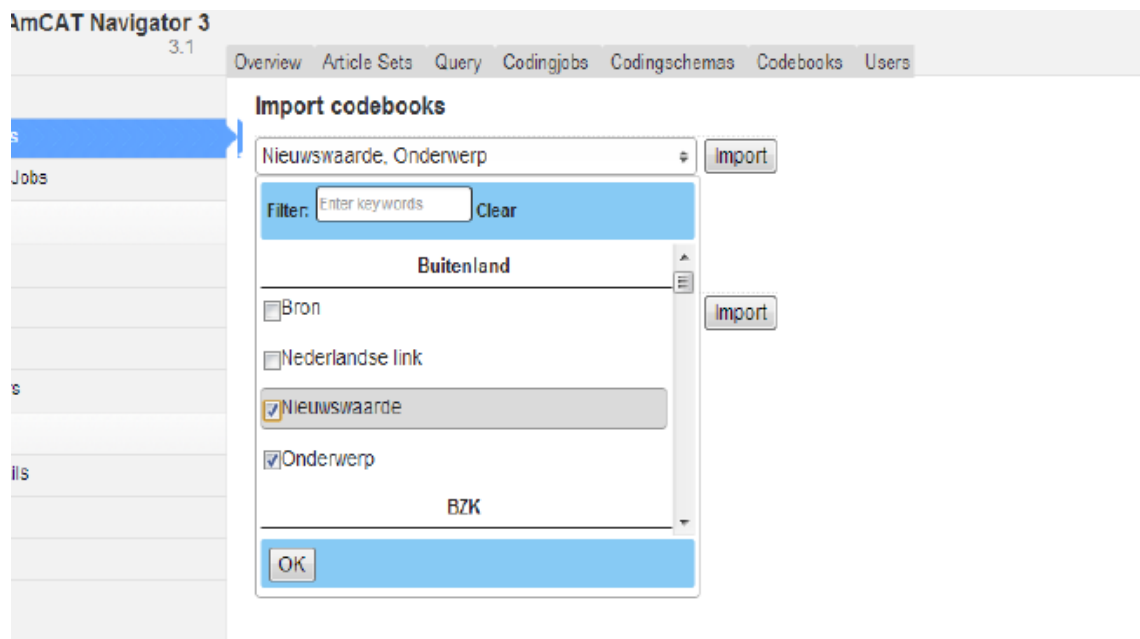 AmCAT Navigator 3
3.1
Overview Article Sets Query Codingjobs Codingschemas Codebooks Users
Import codebooks
s
Jobs
Nieuwswaarde, Onderwerp Import
Filter: Enter keywords Clear
Buitenland
Bron
Import
Nederlandse link
rs
Nieuwswaarde
Onderwerp
ils
BZK
OK